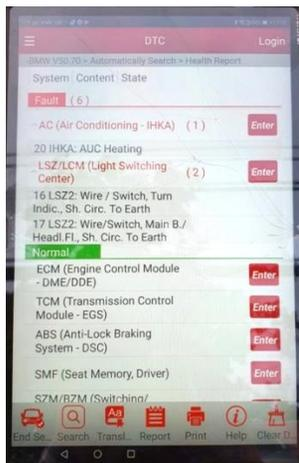 DTC
Login
BMW V50.70 > Automatically Search > Health Report
System Content State
Fault ( 6 )
AC (Air Conditioning - IHKA) ( 1 ) Enter
20 IHKA: AUC Heating
LSZ/LCM (Light Switching
Center) ( 2 ) Enter
16 LSZ2: Wire / Switch, Turn
Indic., Sh. Circ. To Earth
17 LSZ2: Wire/Switch, Main B./
Headl.Fl., Sh. Circ. To Earth
Normal
ECM (Engine Control Module
- DME/DDE) Enter
TCM (Transmission Control
Module - EGS) Enter
ABS (Anti-Lock Braking
System - DSC) Enter
SMF (Seat Memory, Driver) Enter
SZM/BZM (Switching/
End Se... Search Transl... Report Print Help Clear D...